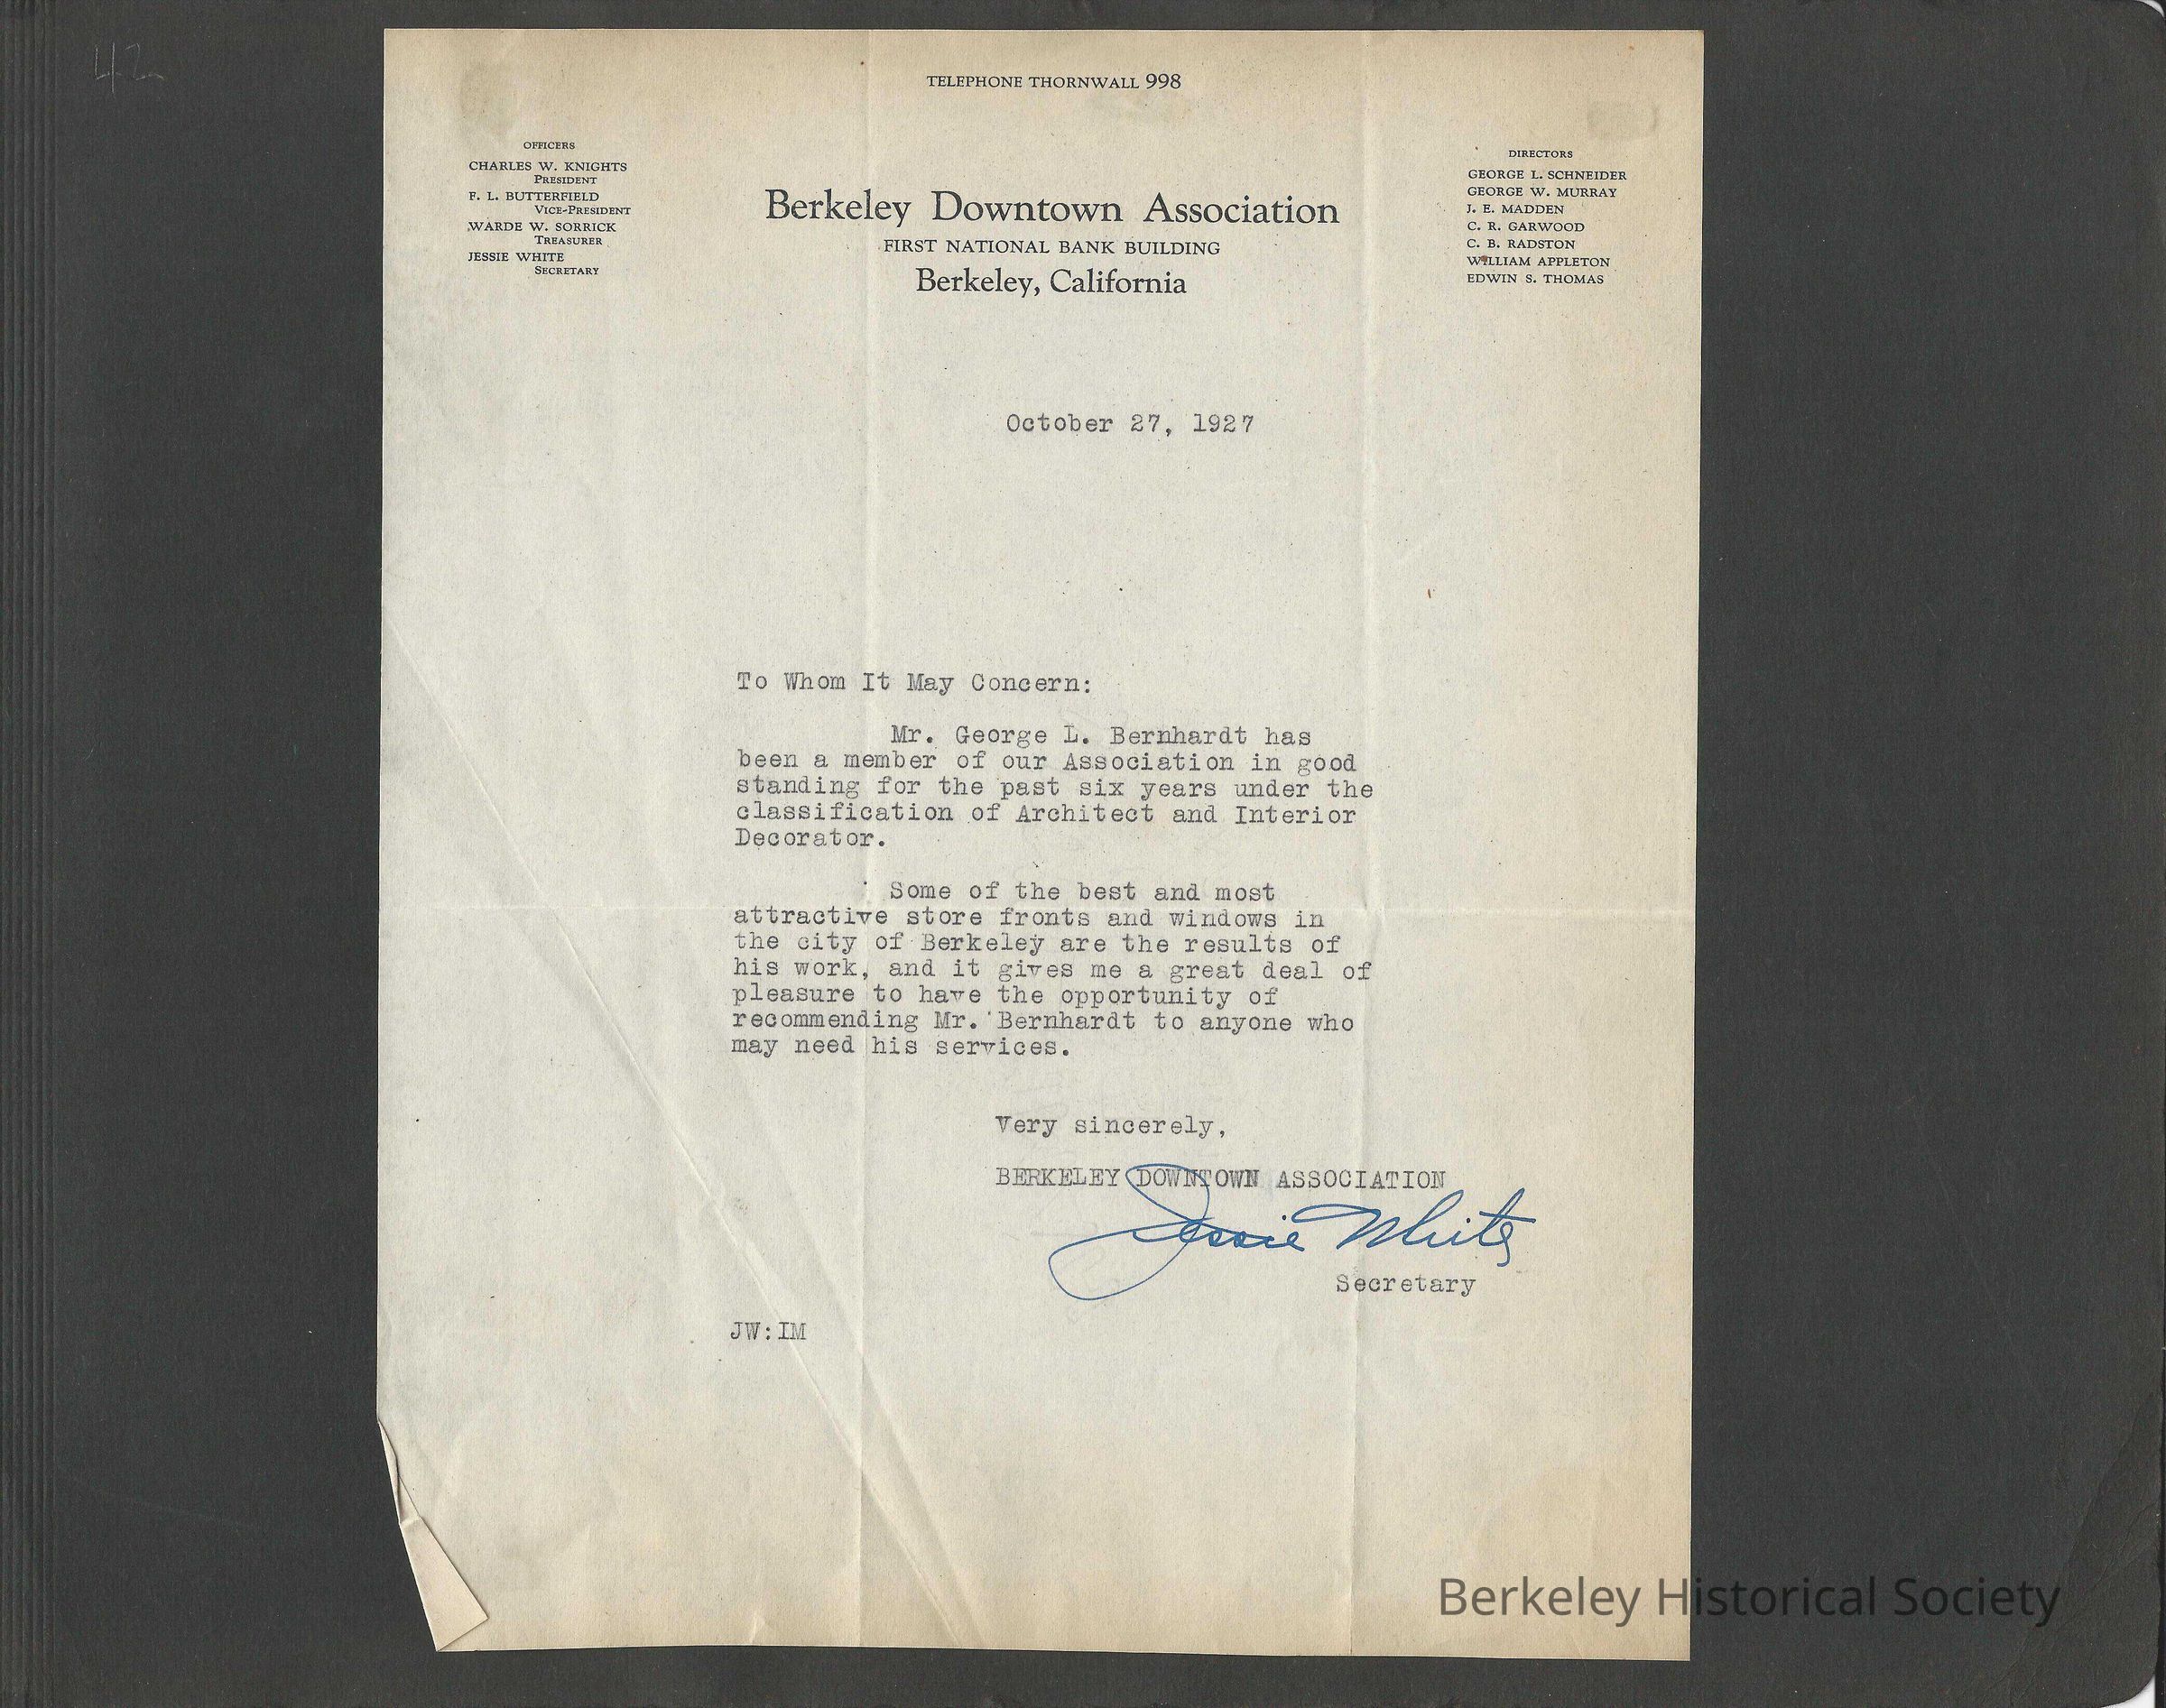 42
TELEPHONE THORNWALL 998
OFFICERS
CHARLES W. KNIGHTS
PRESIDENT
F. L. BUTTERFIELD
VICE-PRESIDENT
WARDE W. SORRICK
TREASURER
JESSIE WHITE
SECRETARY
Berkeley Downtown Association
FIRST NATIONAL BANK BUILDING
Berkeley, California
DIRECTORS
GEORGE L. SCHNEIDER
GEORGE W. MURRAY
J. E. MADDEN
C. R. GARWOOD
C. B. RADSTON
WILLIAM APPLETON
EDWIN S. THOMAS
October 27, 1927
To Whom It May Concern:
Mr. George L. Bernhardt has
been a member of our Association in good
standing for the past six years under the
classification of Architect and Interior
Decorator.
Some of the best and most
attractive store fronts and windows in
the city of Berkeley are the results of
his work, and it gives me a great deal of
pleasure to have the opportunity of
recommending Mr. Bernhardt to anyone who
may need his services.
Very sincerely,
BERKELEY DOWNTOWN ASSOCIATION
Jessie White
Secretary
JW:IM
Berkeley Historical Society